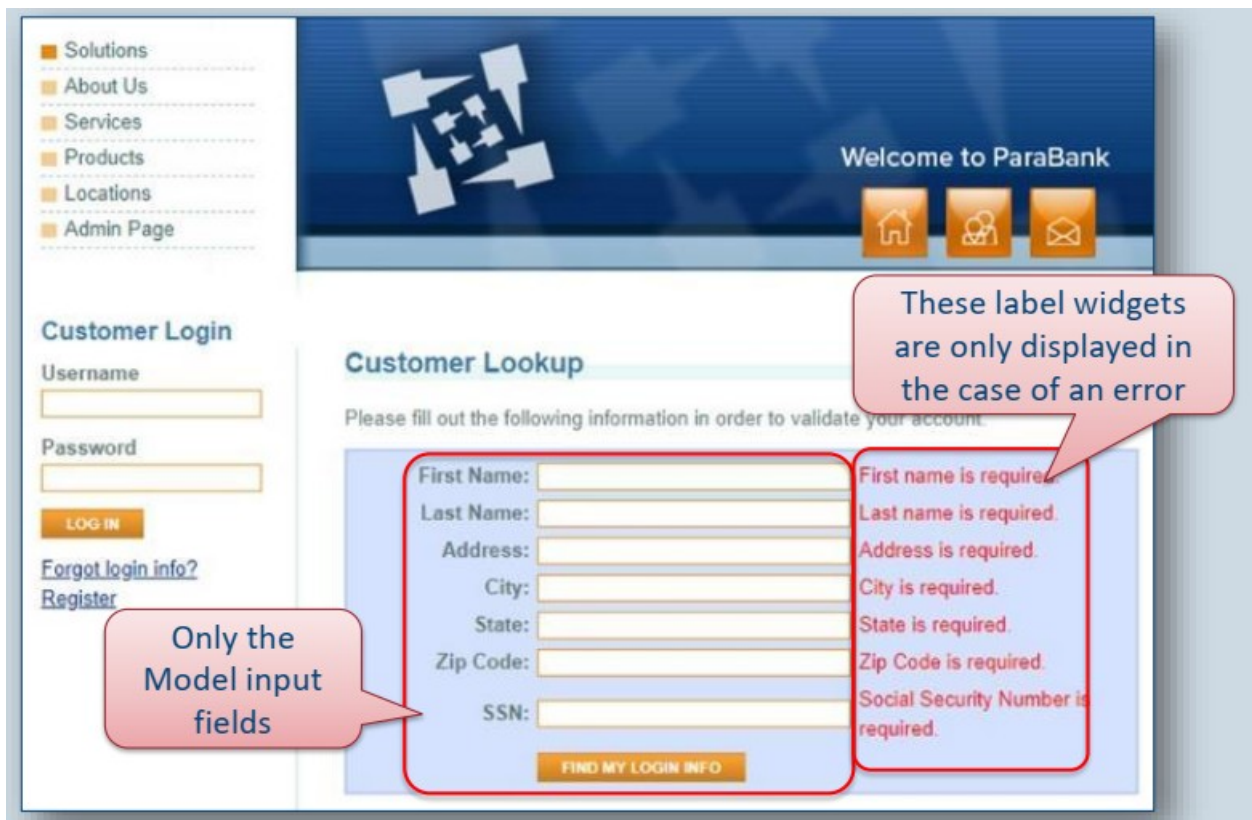 Solutions
About Us
Services
Products
Locations
Admin Page
Welcome to ParaBank
Customer Login
Username
Password
LOG IN
Forgot login info?
Register
Customer Lookup
Please fill out the following information in order to validate your account.
First Name:
First name is required.
Last Name:
Last name is required.
Address:
Address is required.
City:
City is required.
State:
State is required.
Zip Code:
Zip Code is required.
SSN:
Social Security Number is
required.
FIND MY LOGIN INFO
These label widgets
are only displayed in
the case of an error
Only the
Model input
fields